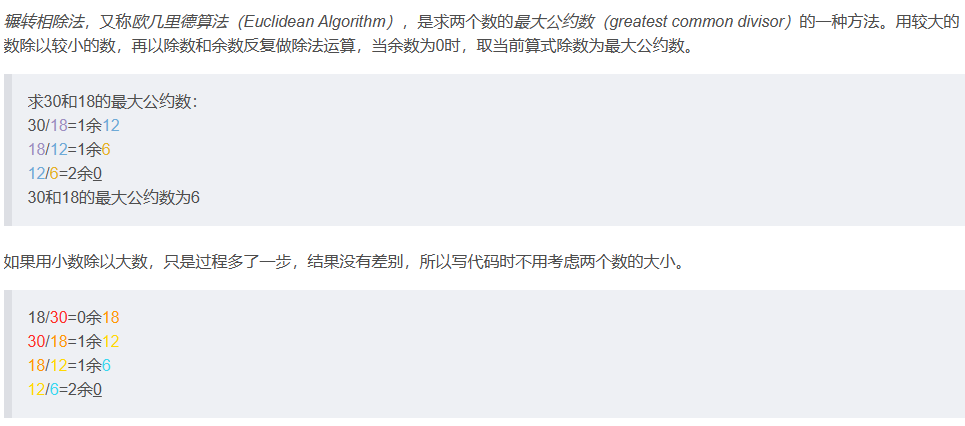 辗转相除法，又称欧几里德算法（Euclidean Algorithm），是求两个数的最大公约数（greatest common divisor）的一种方法。用较大的
数除以较小的数，再以除数和余数反复做除法运算，当余数为0时，取当前算式除数为最大公约数。
求30和18的最大公约数：
30/18=1余12
18/12=1余6
12/6=2余0
30和18的最大公约数为6
如果用小数除以大数，只是过程多了一步，结果没有差别，所以写代码时不用考虑两个数的大小。
18/30=0余18
30/18=1余12
18/12=1余6
12/6=2余0